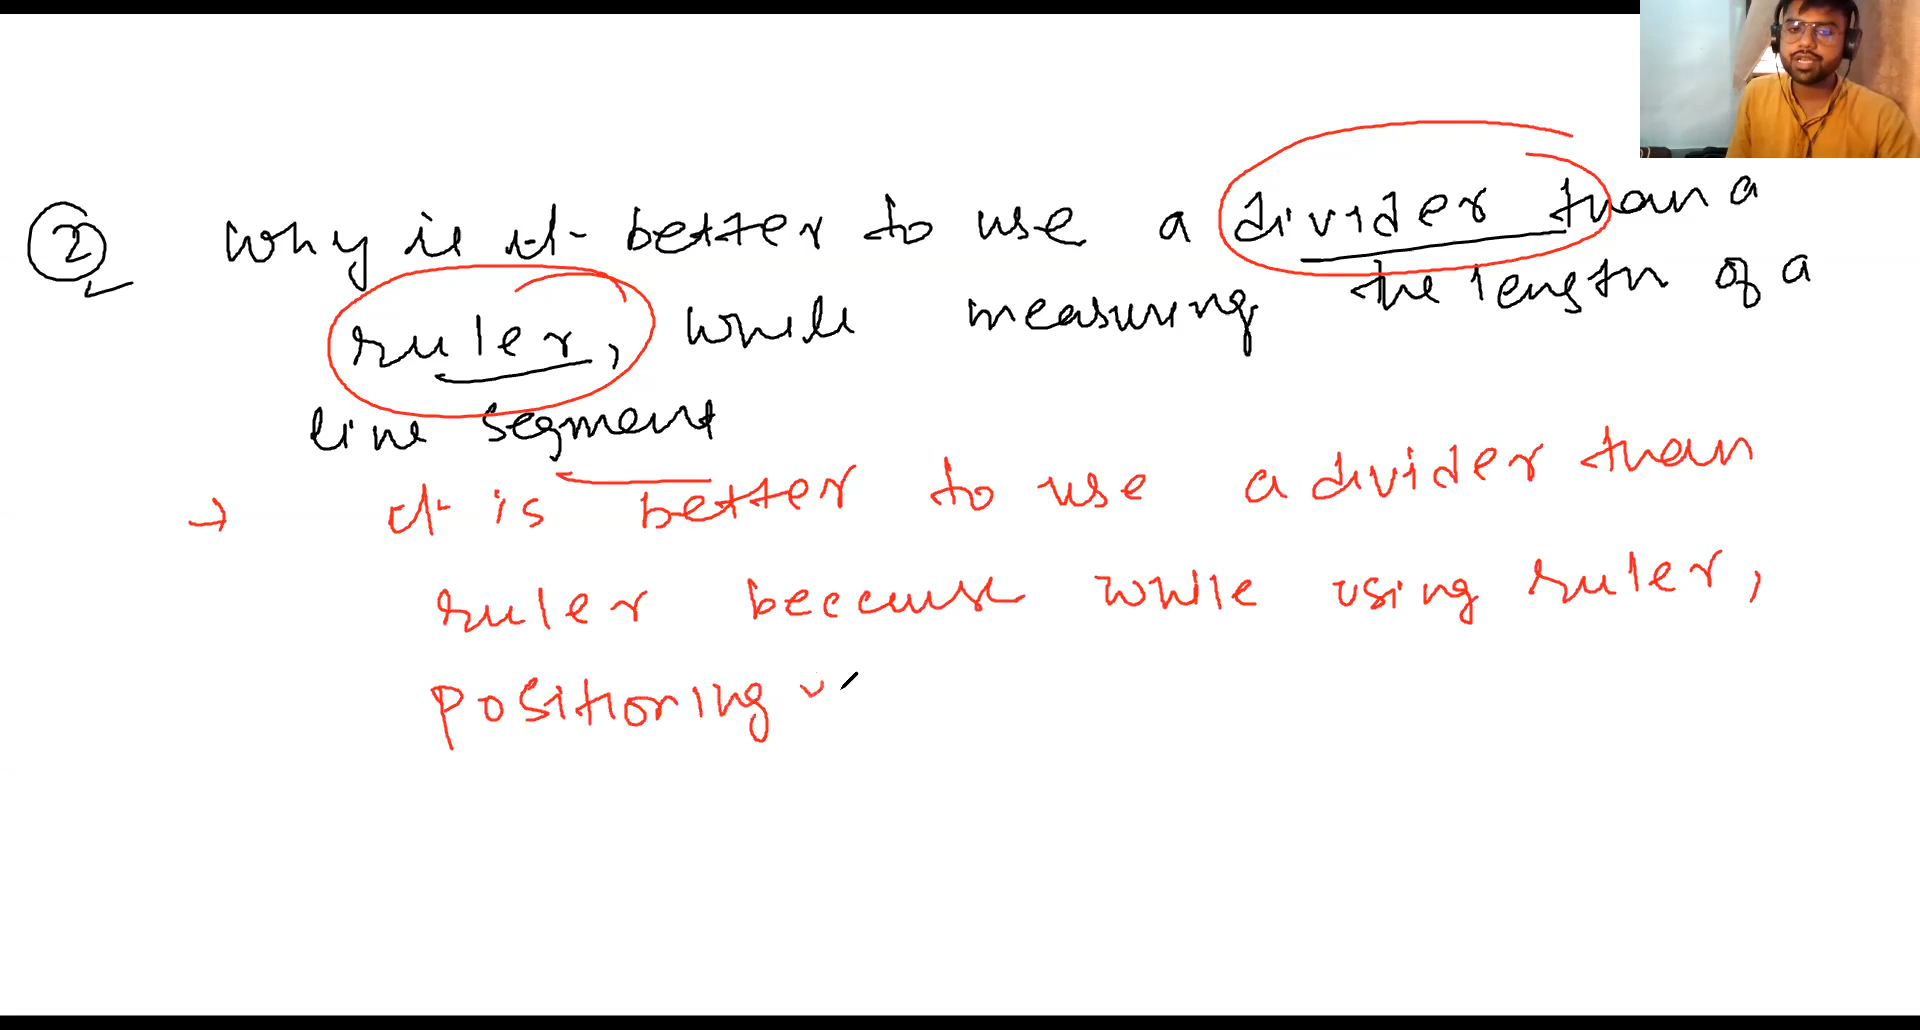 2 Why is it better to use a divider than a
ruler, while measuring the length of a
line segment
→ It is better to use a divider than
ruler because while using ruler,
positioning